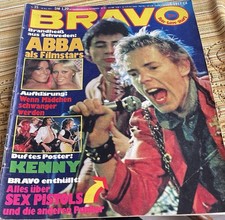 BRAVO
Brandheiß
aus Schweden:
ABBA
als Filmstars
Aufklärung:
Wenn Mädchen
schwanger
werden
Duftes Poster:
KENNY
BRAVO enthüllt:
Alles über
SEX PISTOLS
und die anderen